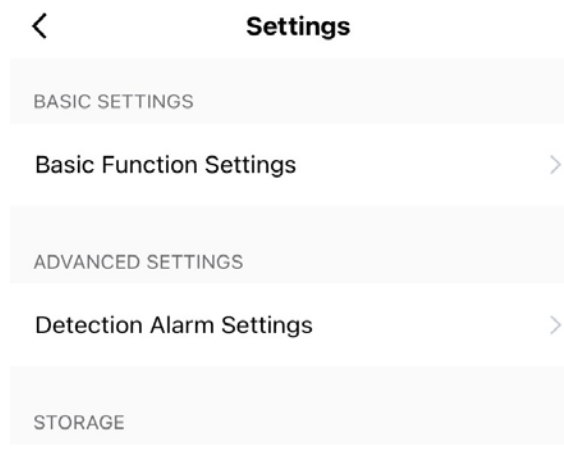 Settings
BASIC SETTINGS
Basic Function Settings
ADVANCED SETTINGS
Detection Alarm Settings
STORAGE